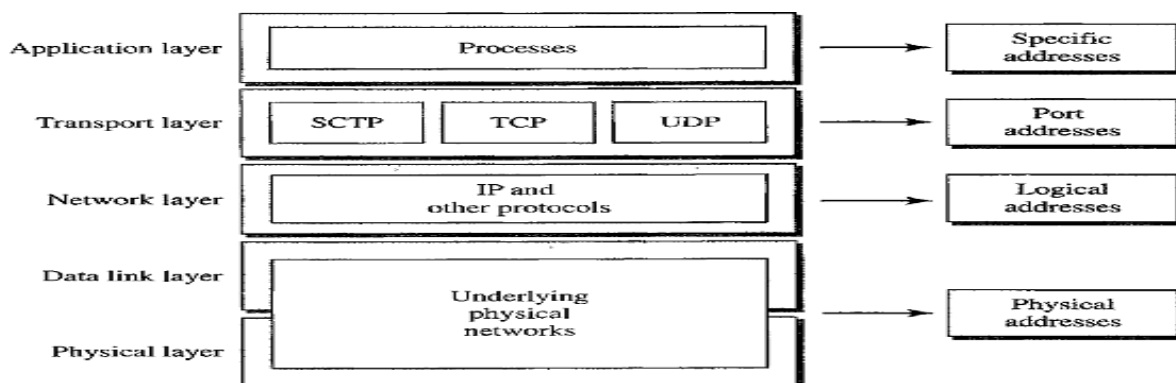 Application layer
Processes
Specific
addresses
Transport layer
SCTP
TCP
UDP
Port
addresses
Network layer
IP and
other protocols
Logical
addresses
Data link layer
Underlying
physical
networks
Physical
addresses
Physical layer